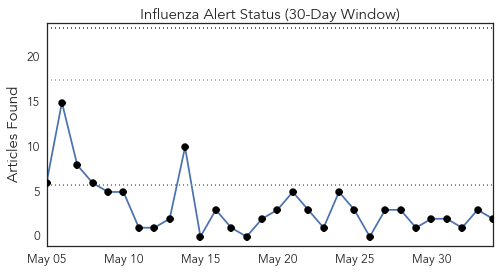 Influenza Alert Status (30-Day Window)
Articles Found
20
15
10
5
0
May 05
May 10
May 15
May 20
May 25
May 30